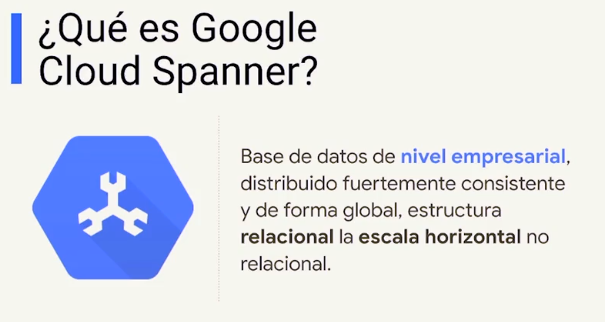 ¿Qué es Google
Cloud Spanner?
Base de datos de nivel empresarial,
distribuido fuertemente consistente
y de forma global, estructura
relacional la escala horizontal no
relacional.